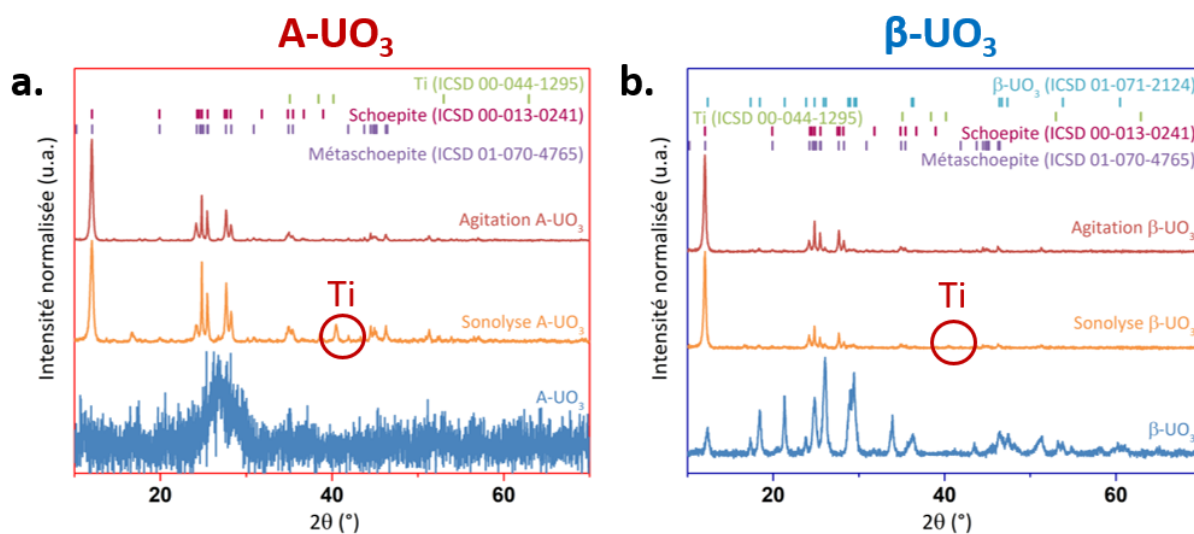 A-UO₃
a.
Ti (ICSD 00-044-1295)
Schoepite (ICSD 00-013-0241)
Métaschoepite (ICSD 01-070-4765)
Agitation A-UO₃
Ti
Sonolyse A-UO₃
A-UO₃
Intensité normalisée (u.a.)
20
40
60
2θ (°)
β-UO₃
b.
β-UO₃ (ICSD 01-071-2124)
Ti (ICSD 00-044-1295)
Schoepite (ICSD 00-013-0241)
Métaschoepite (ICSD 01-070-4765)
Agitation β-UO₃
Ti
Sonolyse β-UO₃
β-UO₃
Intensité normalisée (u.a.)
20
40
60
2θ (°)